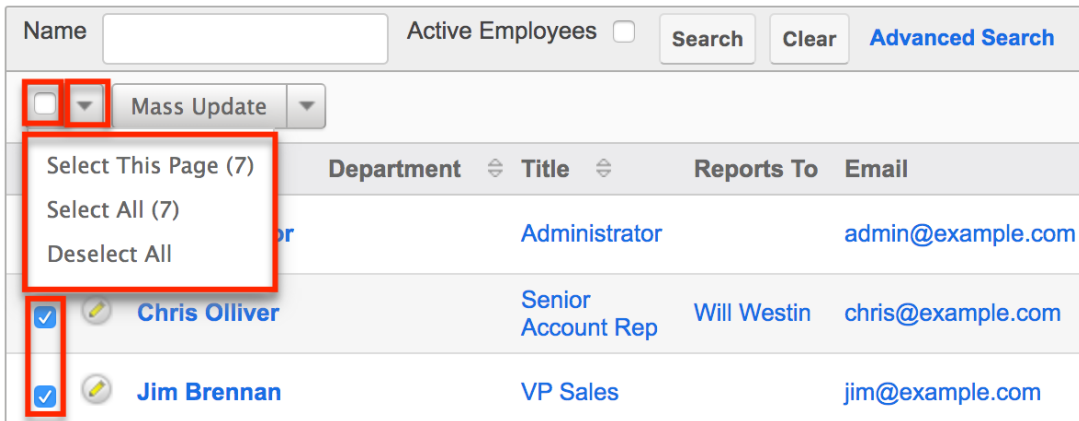 Name Active Employees Search Clear Advanced Search
Mass Update
Select This Page (7)
Select All (7)
Deselect All
Department Title Reports To Email
Administrator admin@example.com
Chris Olliver Senior Account Rep Will Westin chris@example.com
Jim Brennan VP Sales jim@example.com